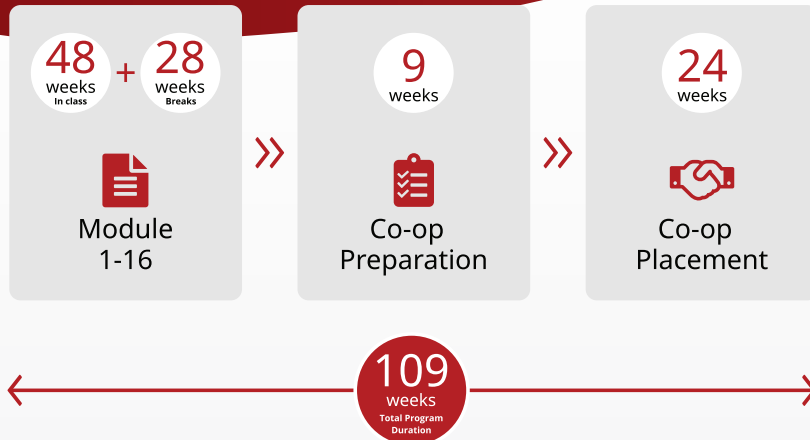 48
weeks
In class
+
28
weeks
Breaks
Module
1-16
9
weeks
Co-op
Preparation
24
weeks
Co-op
Placement
109
weeks
Total Program
Duration